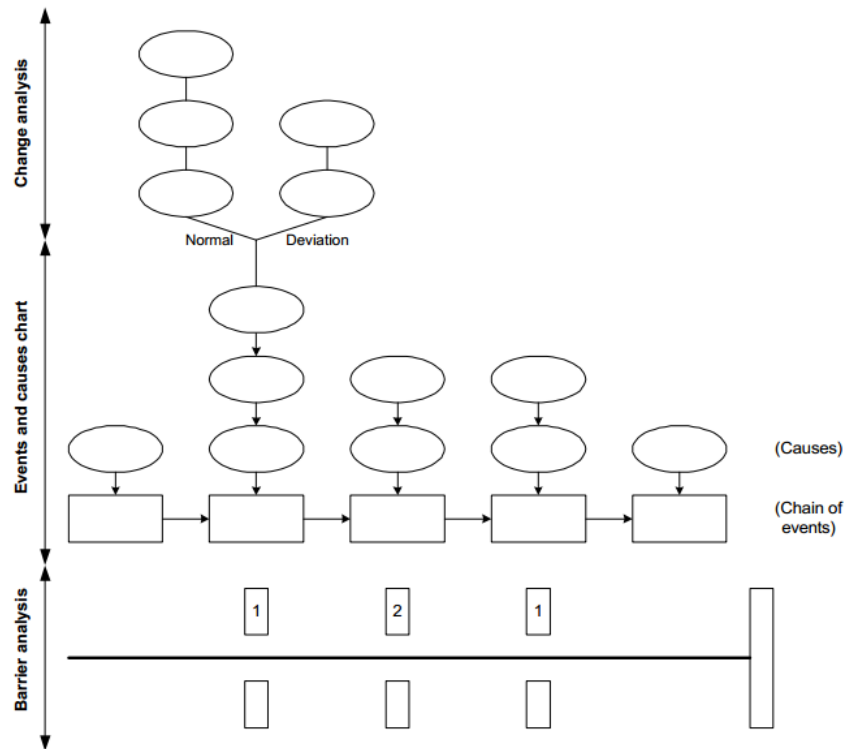 Change analysis
Normal
Deviation
Events and causes chart
(Causes)
(Chain of
events)
Barrier analysis
1
2
1